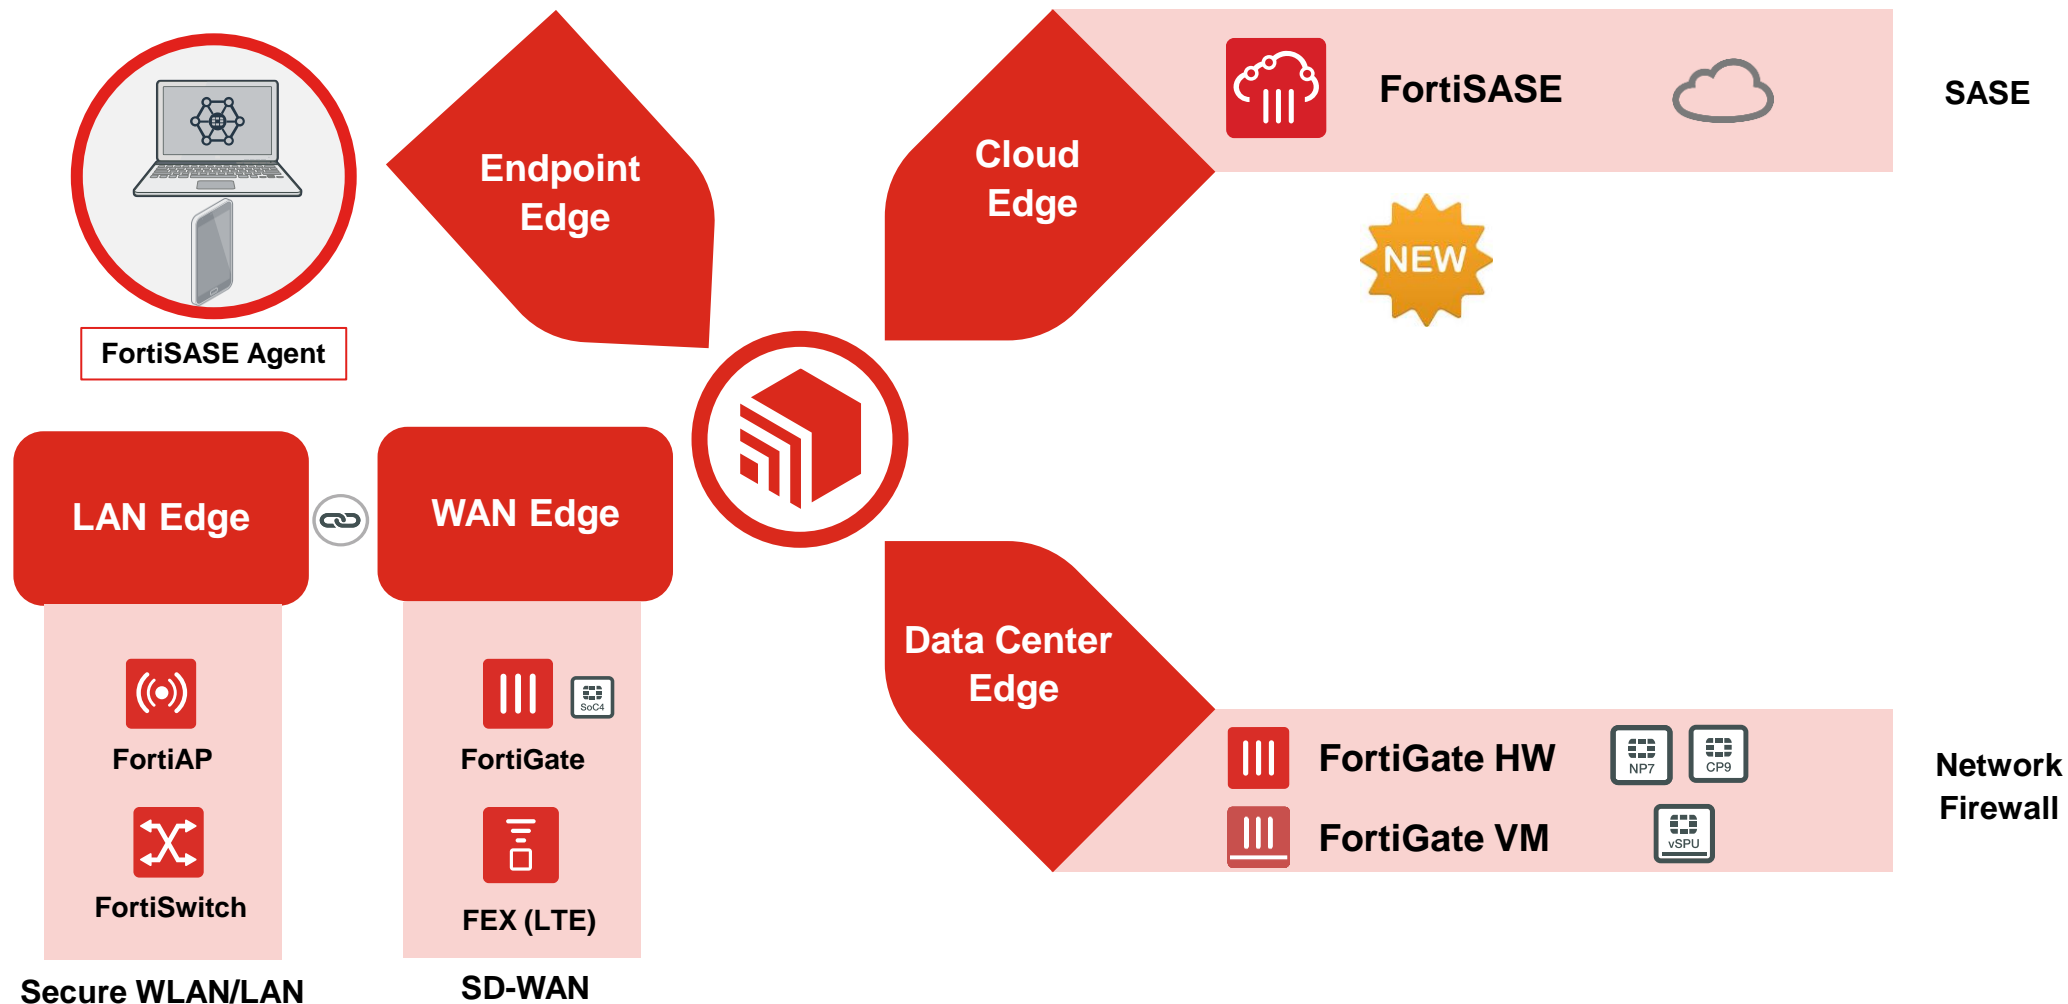 Endpoint
Edge
FortiSASE Agent
Cloud
Edge
FortiSASE
SASE
NEW
LAN Edge
WAN Edge
FortiAP
FortiSwitch
Secure WLAN/LAN
SoC4
FortiGate
FEX (LTE)
SD-WAN
Data Center
Edge
FortiGate HW
NP7
CP9
FortiGate VM
vSPU
Network
Firewall